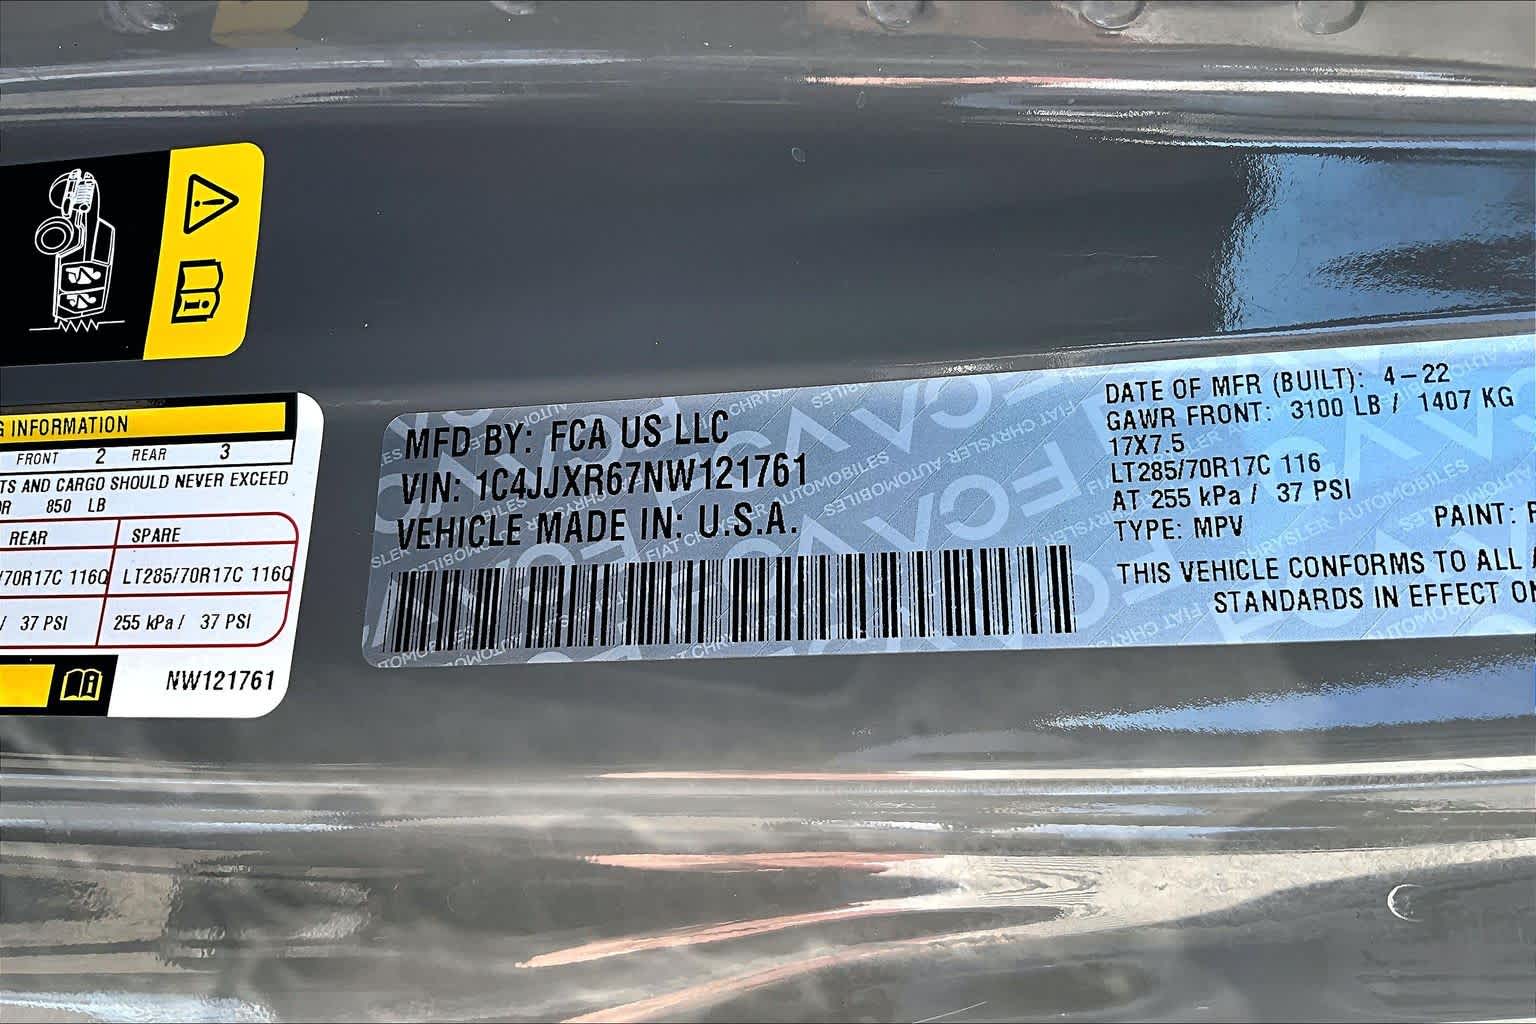 G INFORMATION
FRONT 2 REAR 3
TS AND CARGO SHOULD NEVER EXCEED
OR 850 LB
REAR SPARE
/70R17C 116Q LT285/70R17C 116Q
/ 37 PSI 255 kPa / 37 PSI
NW121761
MFD BY: FCA US LLC
VIN: 1C4JJXR67NW121761
VEHICLE MADE IN: U.S.A.
DATE OF MFR (BUILT): 4-22
GAWR FRONT: 3100 LB / 1407 KG
17X7.5
LT285/70R17C 116
AT 255 kPa / 37 PSI
TYPE: MPV
PAINT: P
THIS VEHICLE CONFORMS TO ALL A
STANDARDS IN EFFECT ON